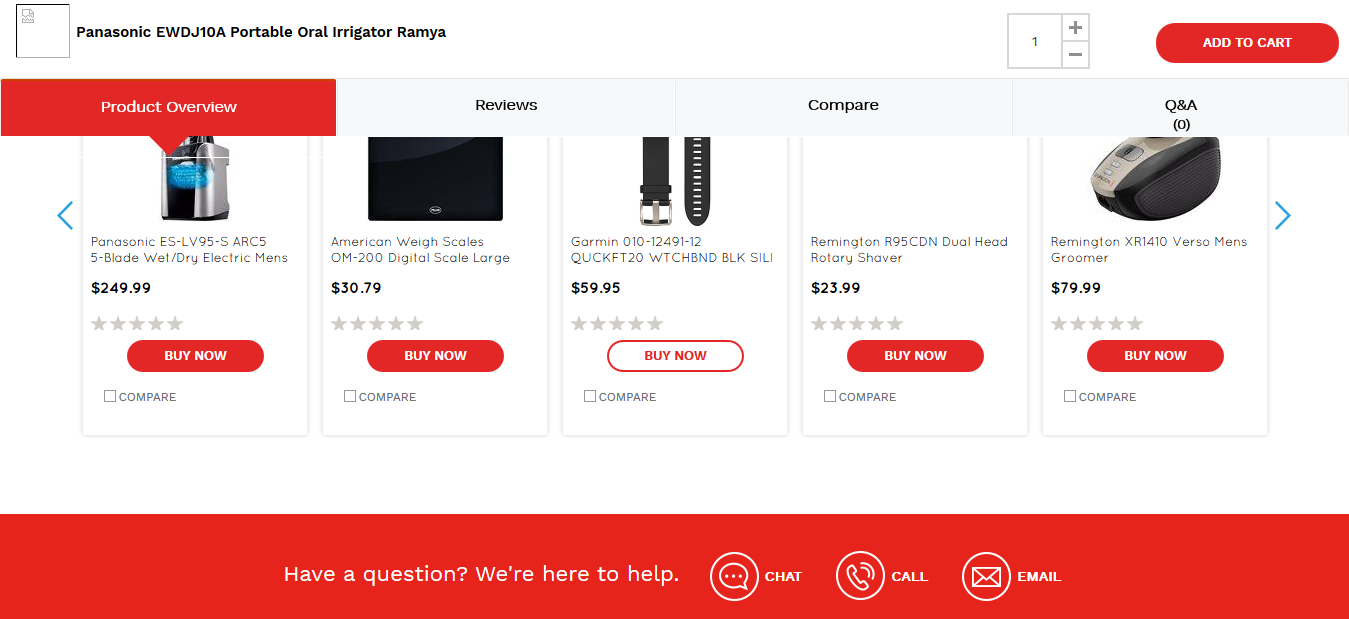 Panasonic EWDJ10A Portable Oral Irrigator Ramya
1
ADD TO CART
Product Overview
Reviews
Compare
Q&A
(0)
Panasonic ES-LV95-S ARC5
5-Blade Wet/Dry Electric Mens
$249.99
BUY NOW
COMPARE
American Weigh Scales
OM-200 Digital Scale Large
$30.79
BUY NOW
COMPARE
Garmin 010-12491-12
QUCKFT20 WTCHBND BLK SILI
$59.95
BUY NOW
COMPARE
Remington R95CDN Dual Head
Rotary Shaver
$23.99
BUY NOW
COMPARE
Remington XR1410 Verso Mens
Groomer
$79.99
BUY NOW
COMPARE
Have a question? We're here to help.
CHAT
CALL
EMAIL